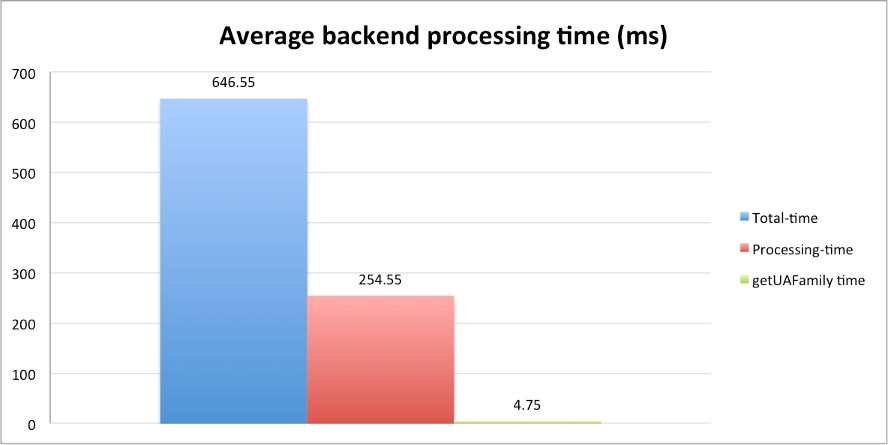 Average backend processing time (ms)
700
600
500
400
300
200
100
0
646.55
254.55
4.75
Total-time
Processing-time
getUAFamily time